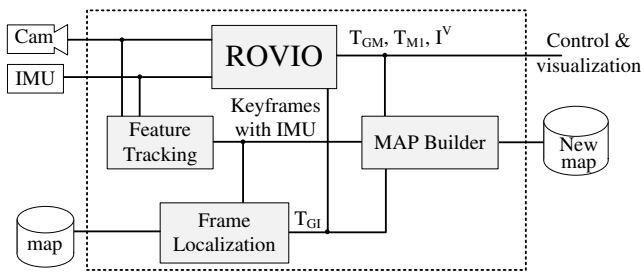 Cam
IMU
ROVIO
T_GM, T_M1, I^V
Control &
visualization
Keyframes
with IMU
Feature
Tracking
MAP Builder
New
map
map
Frame
Localization
T_GI